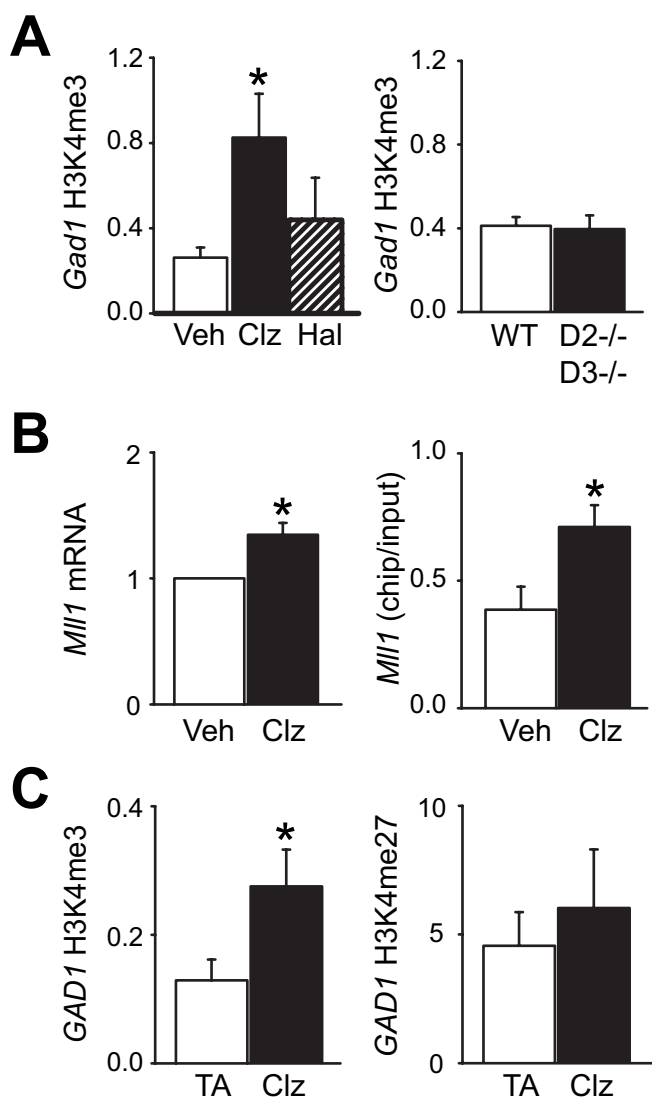 A
Gad1 H3K4me3
1.2
0.8
0.4
0.0
*
Veh Clz Hal
Gad1 H3K4me3
1.2
0.8
0.4
0.0
WT D2-/-
D3-/-
B
Mll1 mRNA
2
1
0
*
Veh Clz
Mll1 (chip/input)
1.0
0.5
0.0
*
Veh Clz
C
GAD1 H3K4me3
0.4
0.2
0.0
*
TA Clz
GAD1 H3K4me27
10
5
0
TA Clz